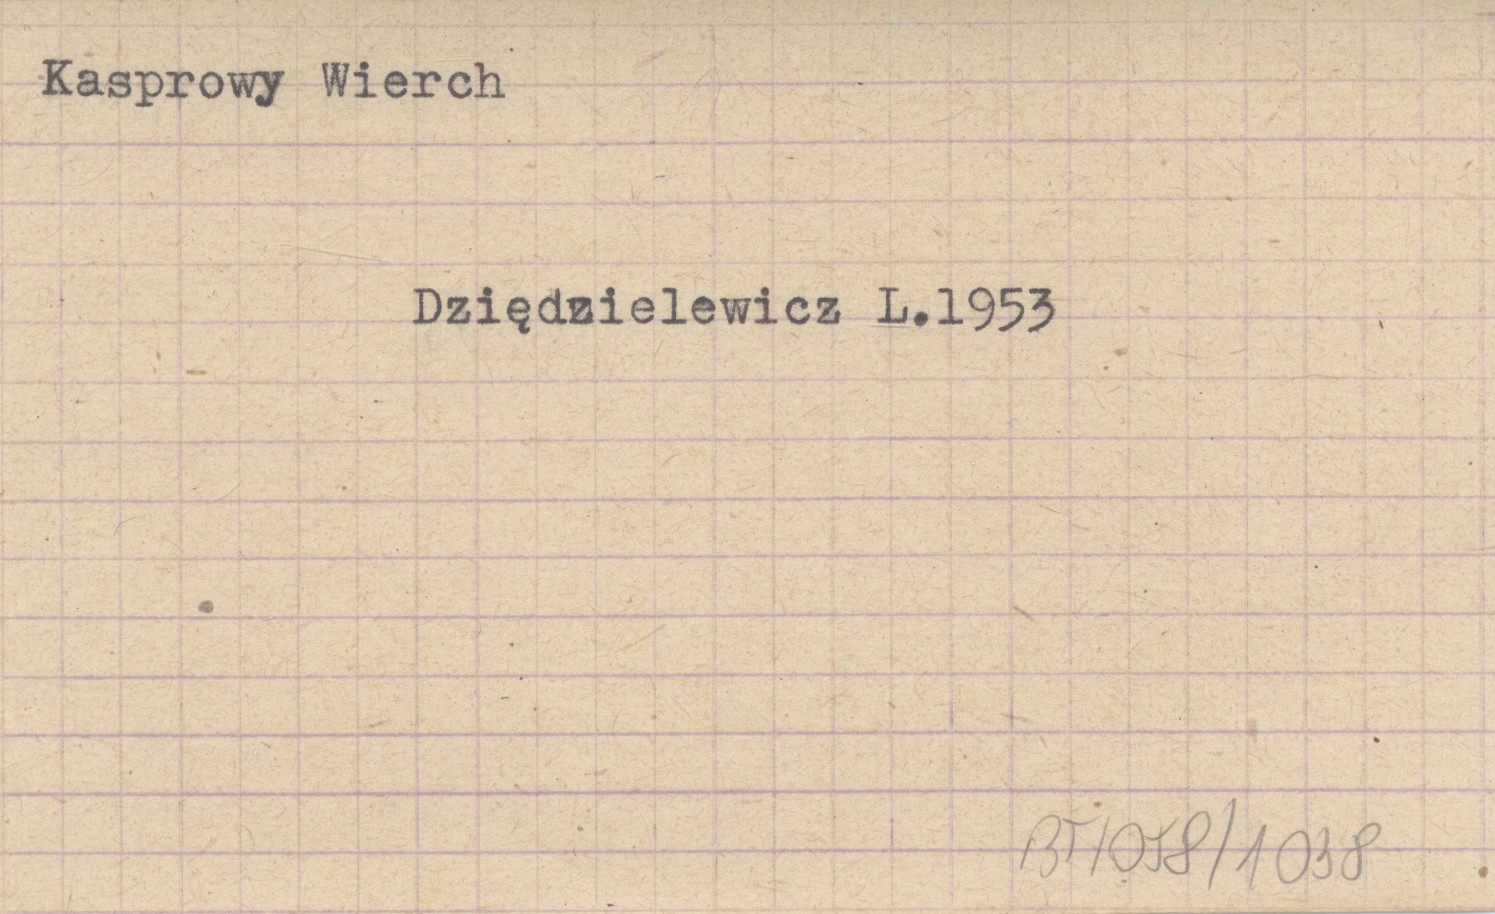 Kasprowy Wierch
Dziędzielewicz L.1953
BT/058/1038